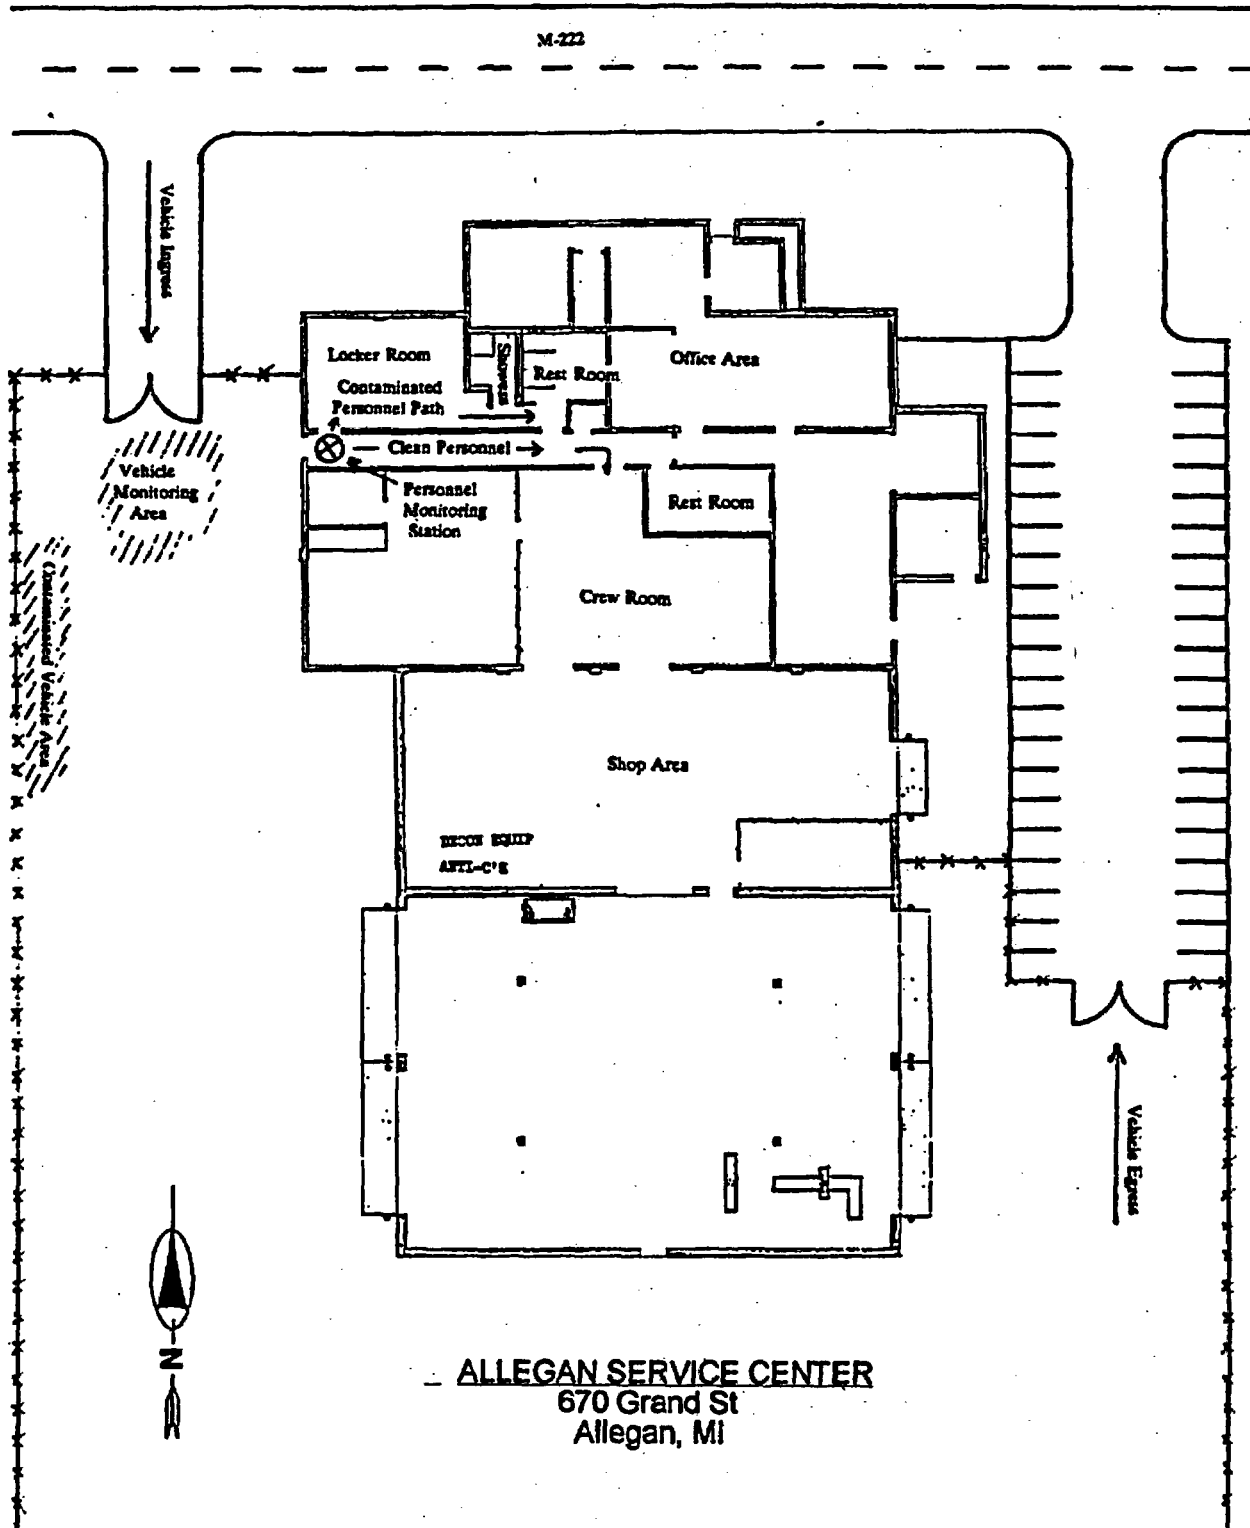 M-222
Vehicle Ingress
Locker Room
Showers
Rest Room
Office Area
Contaminated
Personnel Path
Clean Personnel
Vehicle
Monitoring
Area
Personnel
Monitoring
Station
Rest Room
Contaminated Vehicle Area
Crew Room
Shop Area
DECON EQUIP
ANTI-C'S
Vehicle Egress
N
ALLEGAN SERVICE CENTER
670 Grand St
Allegan, MI